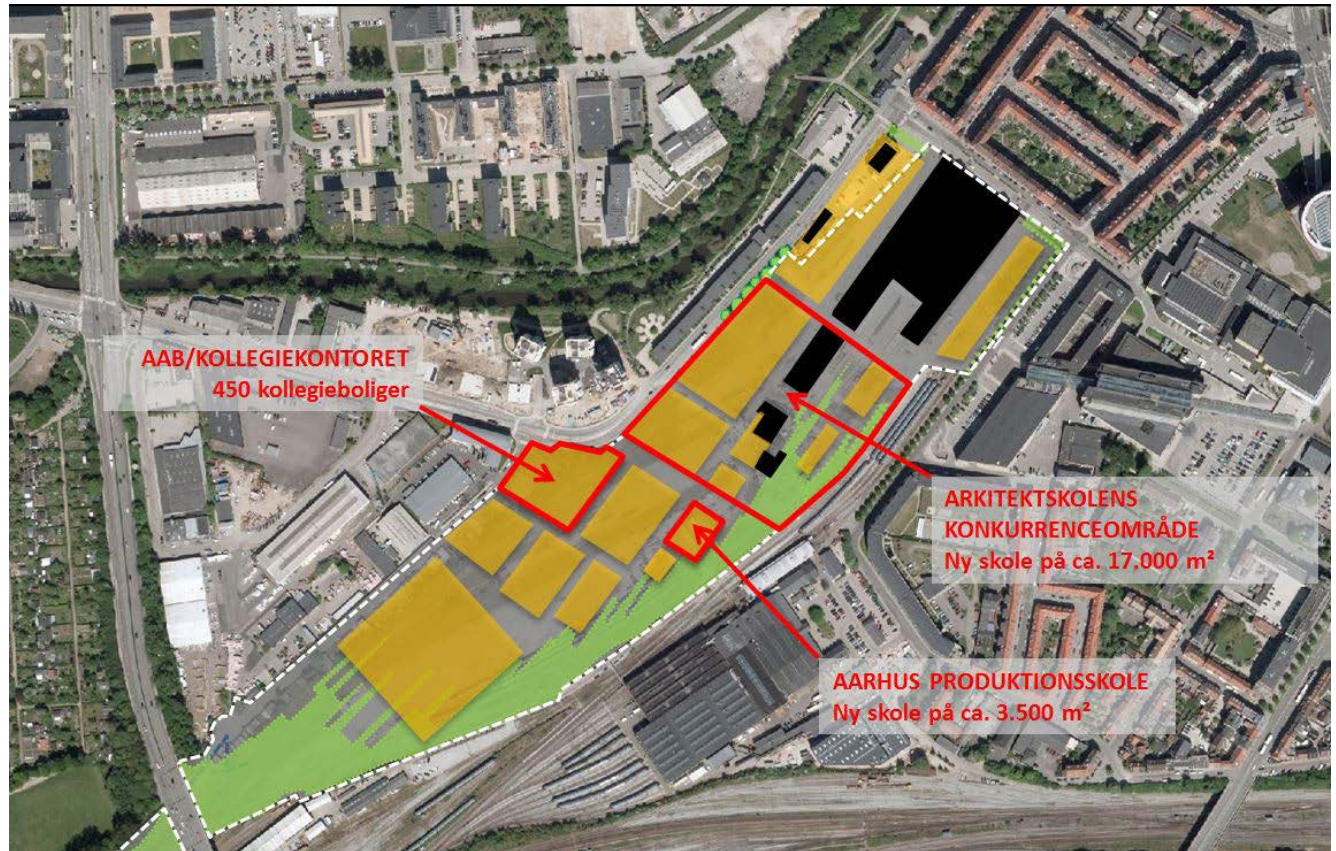 AAB/KOLLEGIEKONTORET
450 kollegieboliger
ARKITEKTSKOLENS
KONKURRENCEOMRÅDE
Ny skole på ca. 17.000 m²
AARHUS PRODUKTIONSSKOLE
Ny skole på ca. 3.500 m²